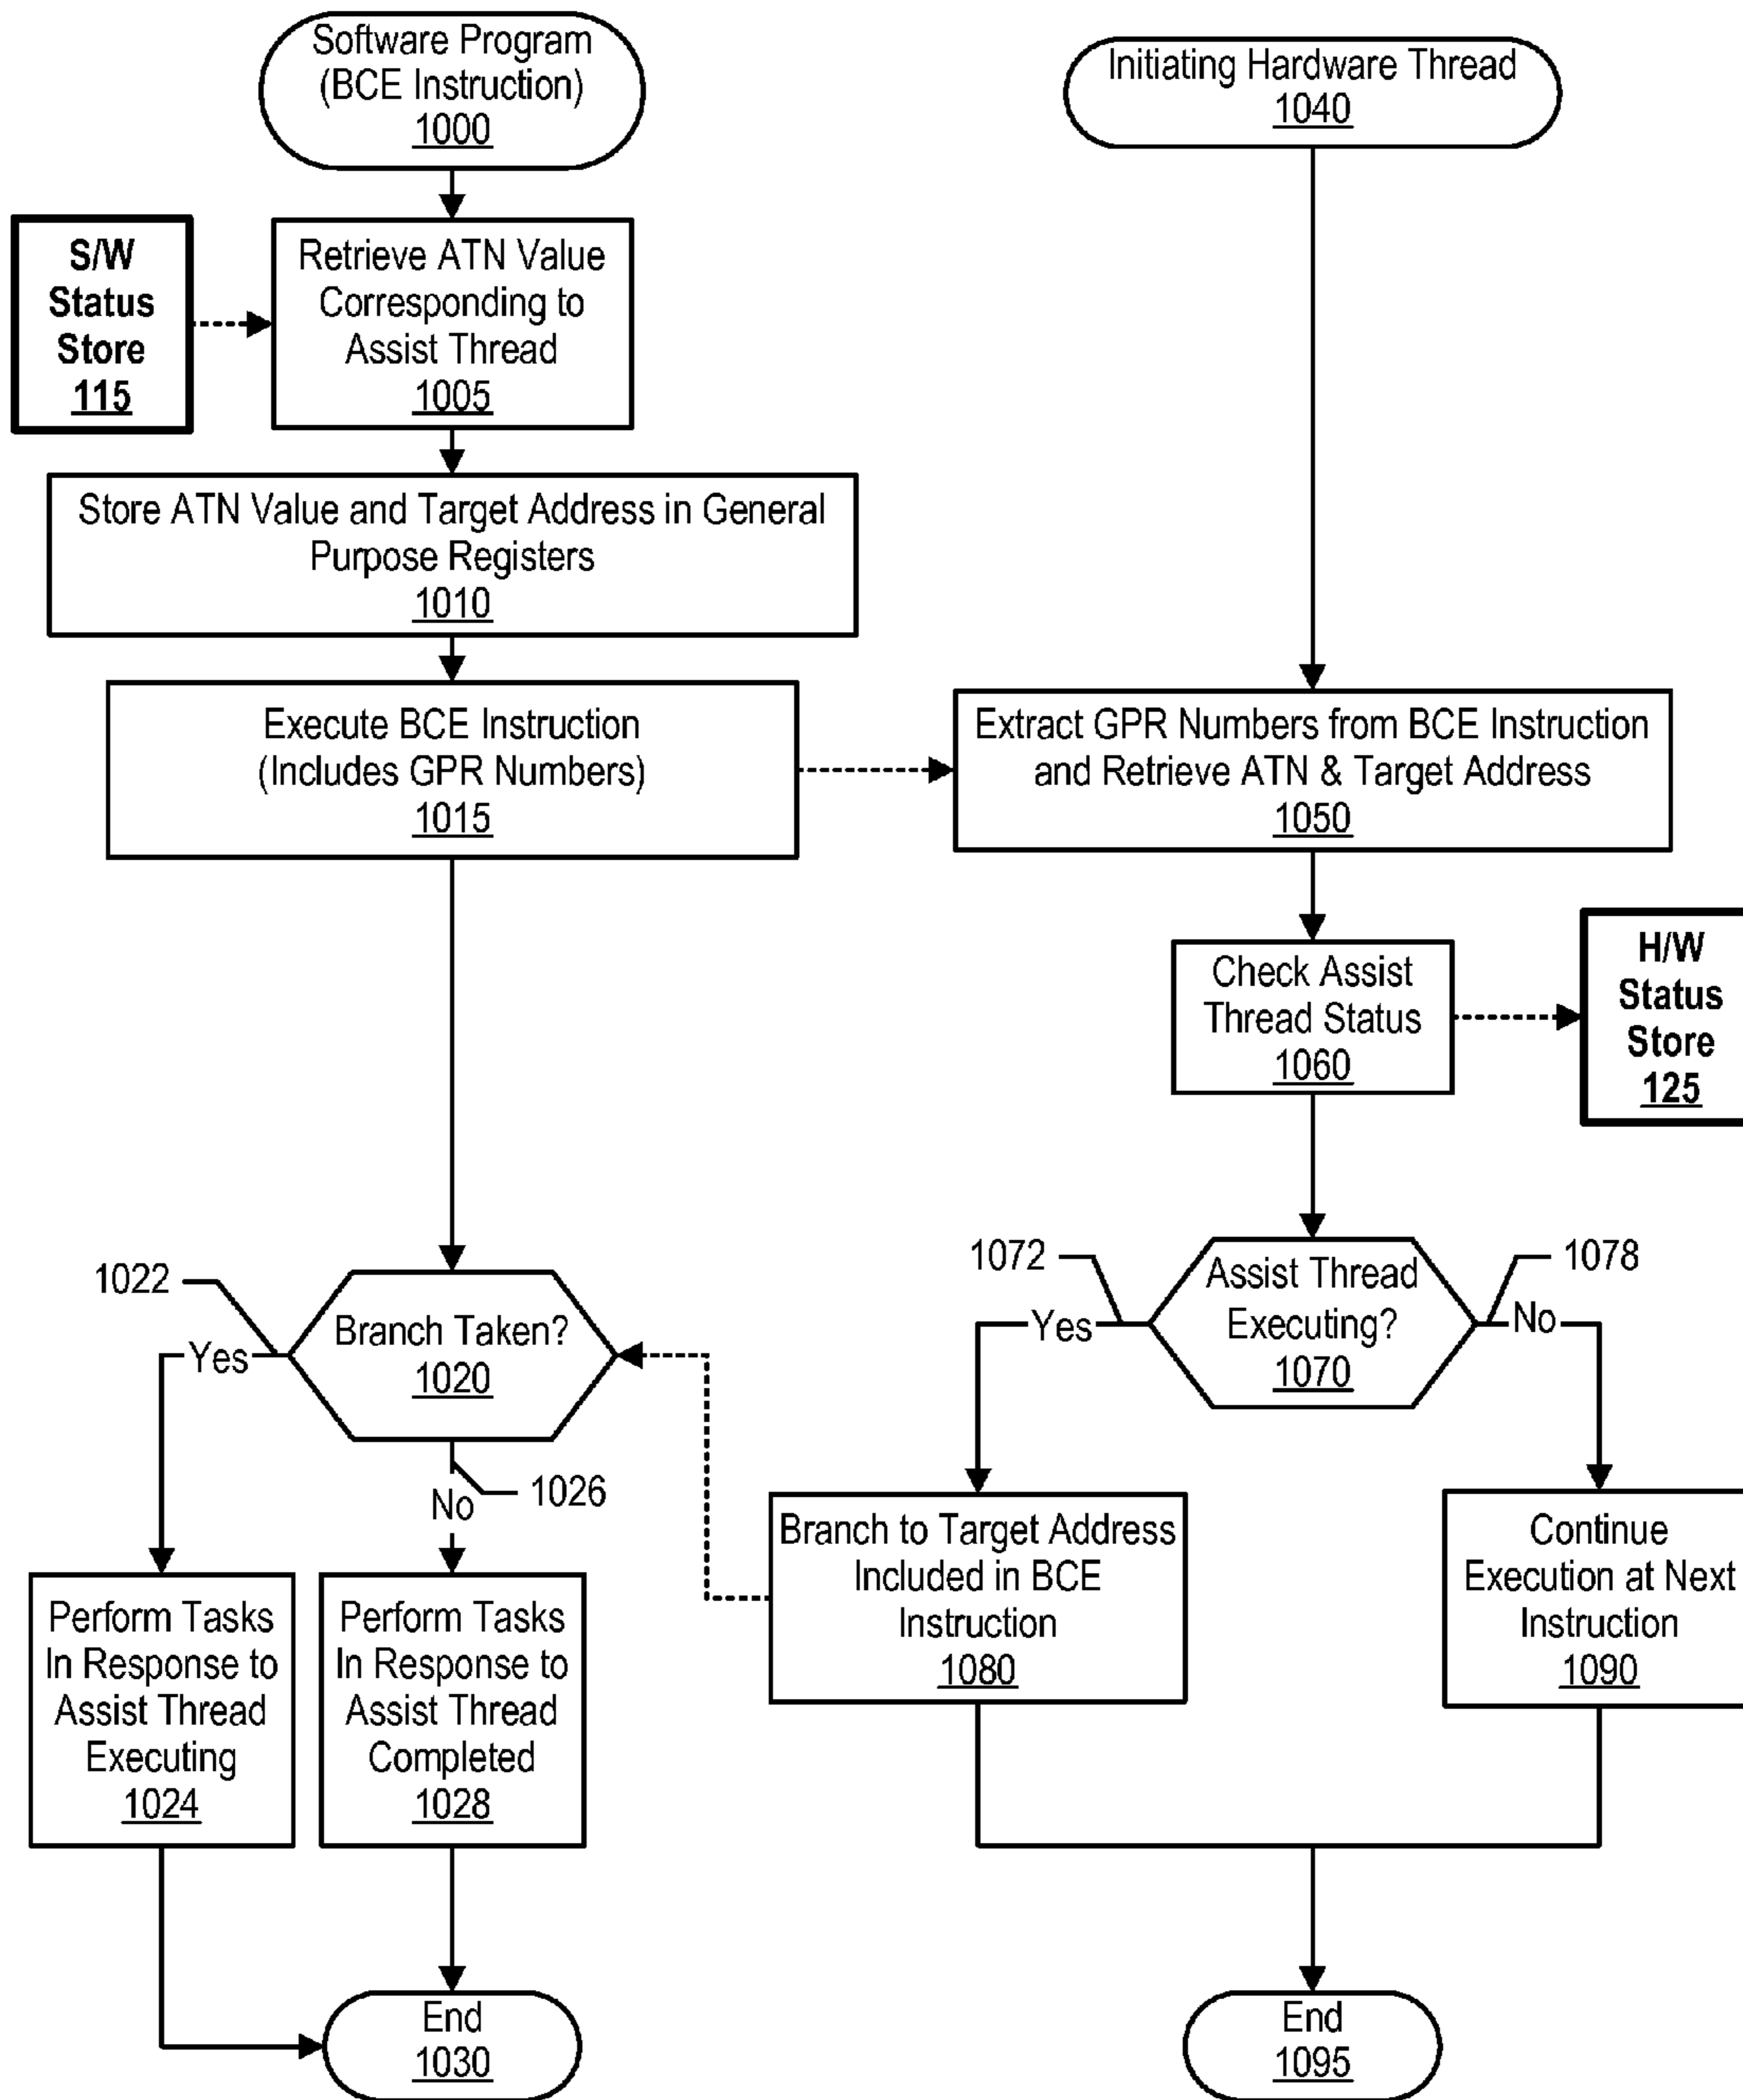 Software Program
(BCE Instruction)
1000
Initiating Hardware Thread
1040
S/W
Status
Store
115
Retrieve ATN Value
Corresponding to
Assist Thread
1005
Store ATN Value and Target Address in General
Purpose Registers
1010
Execute BCE Instruction
(Includes GPR Numbers)
1015
Extract GPR Numbers from BCE Instruction
and Retrieve ATN & Target Address
1050
Check Assist
Thread Status
1060
H/W
Status
Store
125
1072
Assist Thread
Executing?
1070
1078
Yes
No
1022
Branch Taken?
1020
Yes
No
1026
Branch to Target Address
Included in BCE
Instruction
1080
Continue
Execution at Next
Instruction
1090
Perform Tasks
In Response to
Assist Thread
Executing
1024
Perform Tasks
In Response to
Assist Thread
Completed
1028
End
1030
End
1095